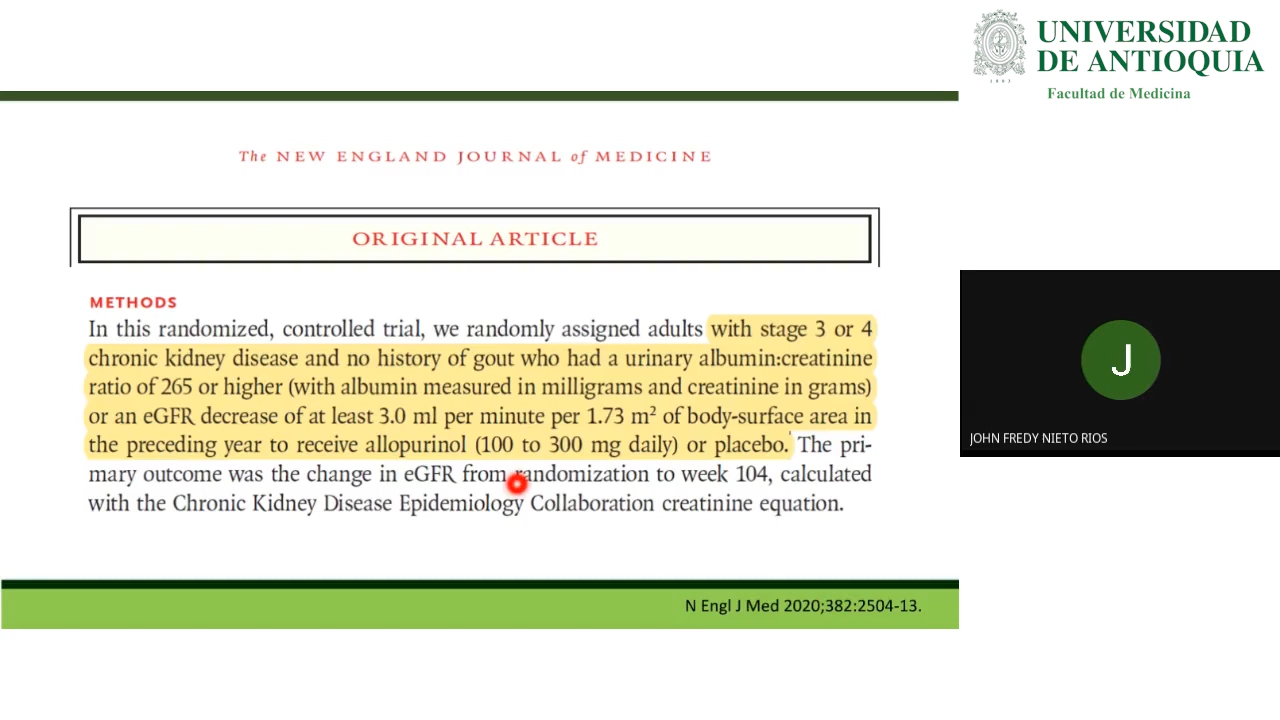 UNIVERSIDAD
DE ANTIOQUIA
1803
Facultad de Medicina
The NEW ENGLAND JOURNAL of MEDICINE
ORIGINAL ARTICLE
METHODS
In this randomized, controlled trial, we randomly assigned adults with stage 3 or 4
chronic kidney disease and no history of gout who had a urinary albumin:creatinine
ratio of 265 or higher (with albumin measured in milligrams and creatinine in grams)
or an eGFR decrease of at least 3.0 ml per minute per 1.73 m² of body-surface area in
the preceding year to receive allopurinol (100 to 300 mg daily) or placebo. The pri-
mary outcome was the change in eGFR from randomization to week 104, calculated
with the Chronic Kidney Disease Epidemiology Collaboration creatinine equation.
N Engl J Med 2020;382:2504-13.
J
JOHN FREDY NIETO RIOS